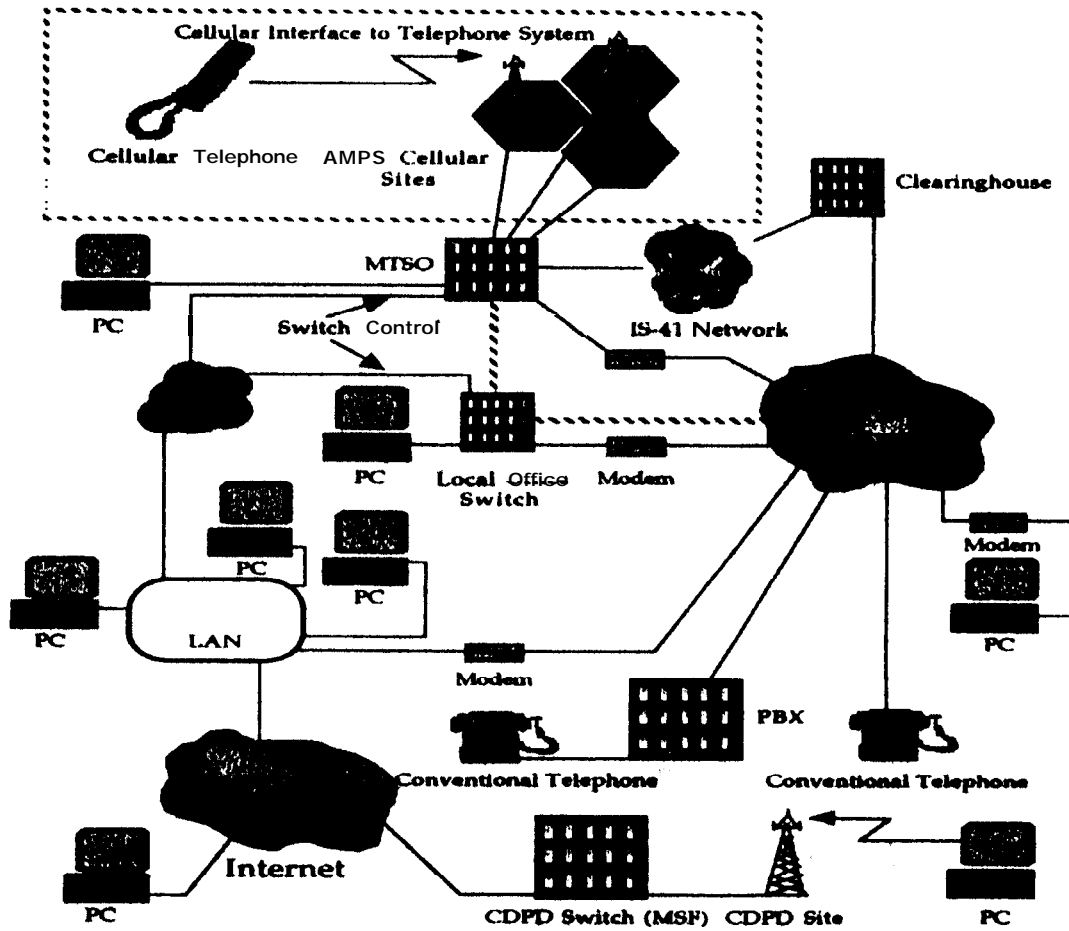 Cellular Interface to Telephone System
Cellular Telephone
AMPS Cellular
Sites
Clearinghouse
MTSO
PC
IS-41 Network
Switch Control
PC
Local Office
Switch
Modem
PC
PC
PC
LAN
Modem
PC
Modem
PBX
Conventional Telephone
Conventional Telephone
Internet
PC
CDPD Switch (MSF)
CDPD Site
PC